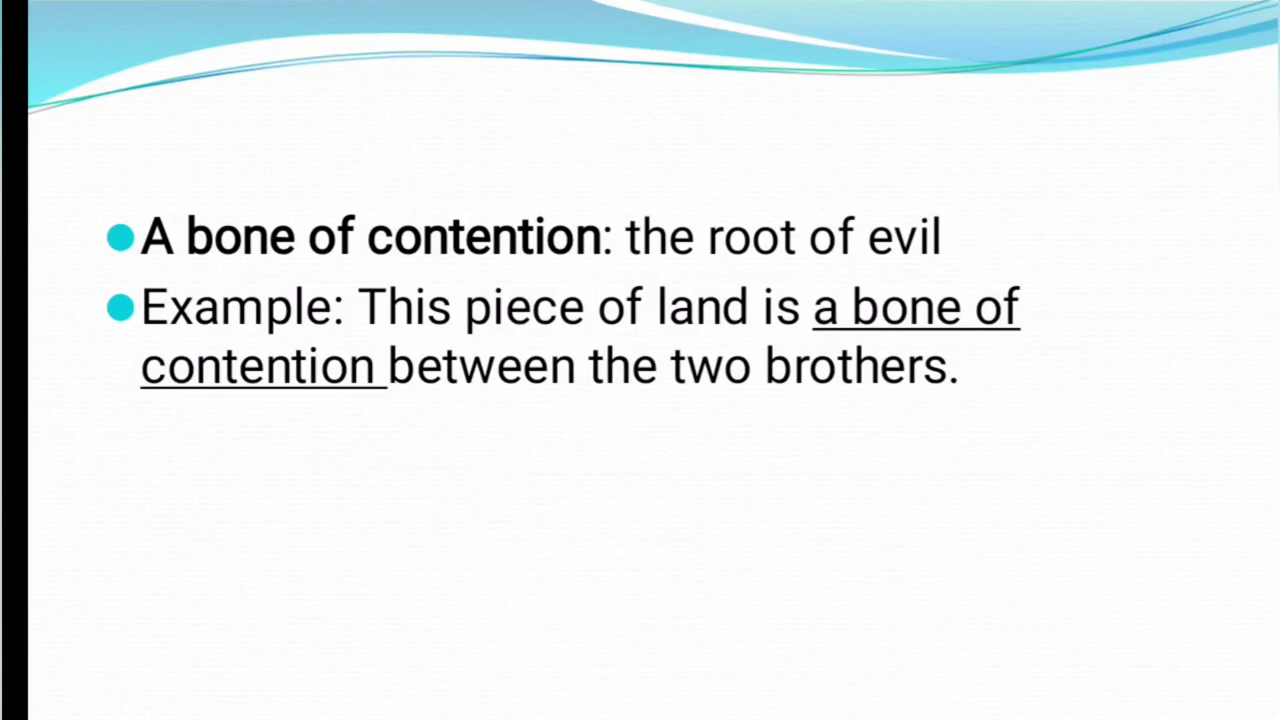 A bone of contention: the root of evil
Example: This piece of land is a bone of
contention between the two brothers.